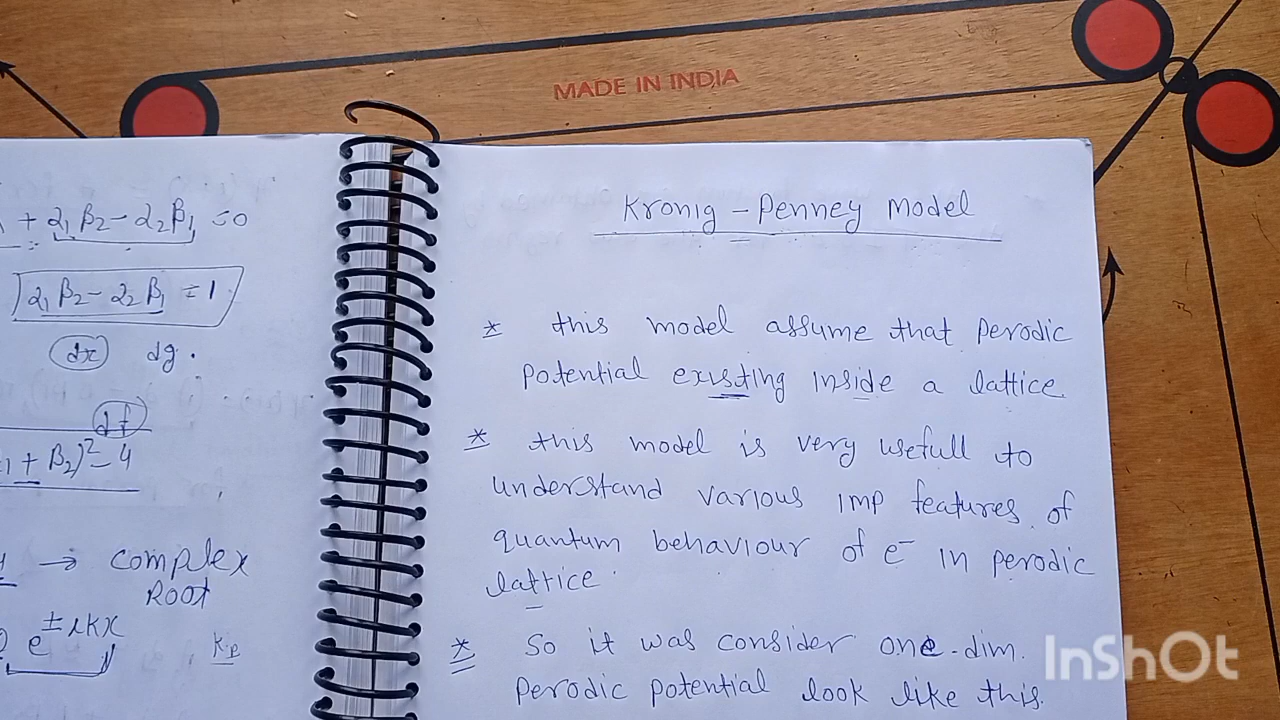 MADE IN INDIA
+ α₁β₂ - α₂β₁ = 0
α₁β₂ - α₂β₁ = 1
dx dg.
df
1 + β₂)² - 4
→ complex
Root
e^±iKx
Kronig - Penney Model
* this model assume that perodic
potential existing inside a lattice.
* this model is very usefull to
understand various imp features of
quantum behaviour of e⁻ in perodic
lattice.
* So it was consider one-dim.
perodic potential look like this.
InShOt